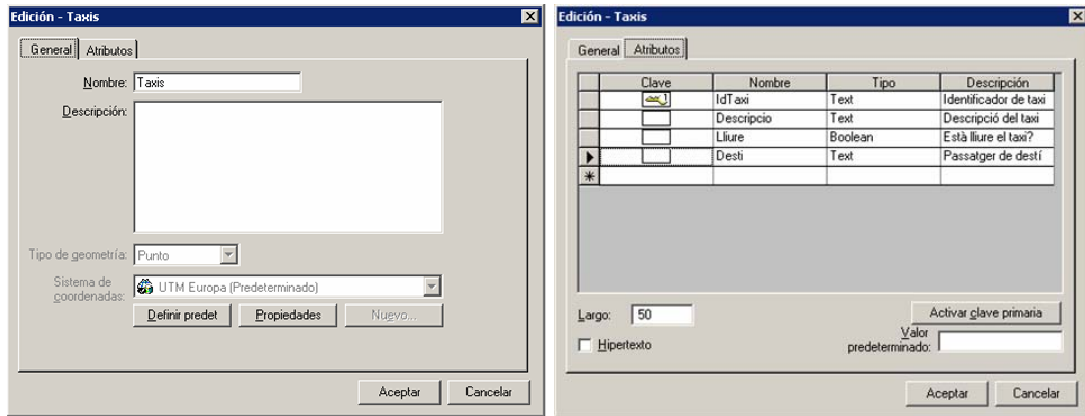 Edición - Taxis
General Atributos
Nombre: Taxis
Descripción:
Tipo de geometría: Punto
Sistema de
coordenadas: UTM Europa (Predeterminado)
Definir predet Propiedades Nuevo...
Aceptar Cancelar
Edición - Taxis
General Atributos
Clave Nombre Tipo Descripción
1 IdTaxi Text Identificador de taxi
Descripcio Text Descripció del taxi
Lliure Boolean Està lliure el taxi?
Desti Text Passatger de destí
Largo: 50 Activar clave primaria
Hipertexto
Valor
predeterminado:
Aceptar Cancelar